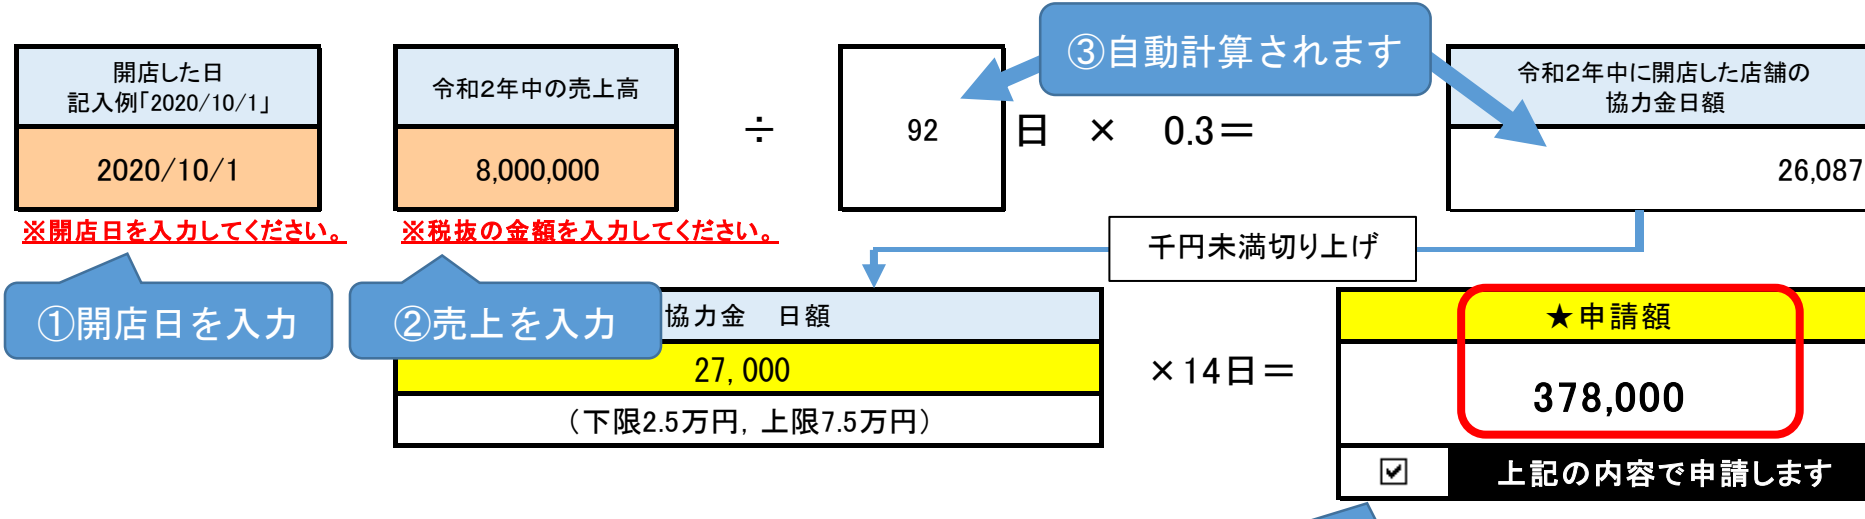 ③自動計算されます
開店した日
記入例「2020/10/1」
2020/10/1
※開店日を入力してください。
①開店日を入力
令和2年中の売上高
8,000,000
※税抜の金額を入力してください。
②売上を入力
÷
92
日 × 0.3＝
令和2年中に開店した店舗の
協力金日額
26,087
千円未満切り上げ
協力金 日額
27,000
（下限2.5万円, 上限7.5万円）
×14日＝
★申請額
378,000
上記の内容で申請します